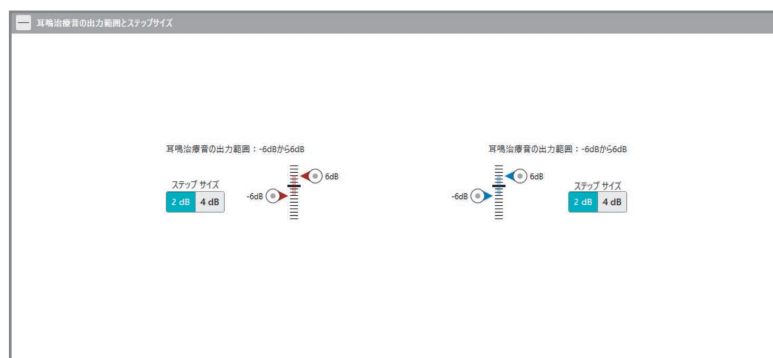 耳鳴治療音の出力範囲とステップサイズ
耳鳴治療音の出力範囲：-6dBから6dB
ステップ サイズ
2 dB 4 dB
6dB
-6dB
耳鳴治療音の出力範囲：-6dBから6dB
6dB
-6dB
ステップ サイズ
2 dB 4 dB